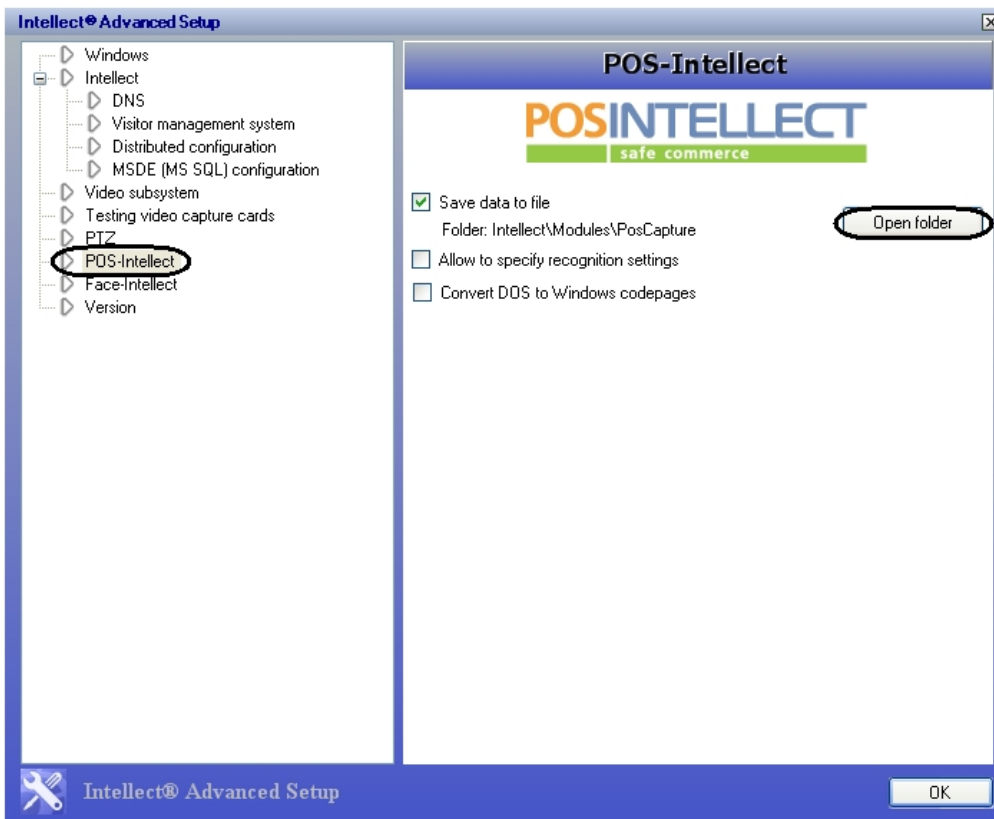 Intellect® Advanced Setup
Windows
Intellect
DNS
Visitor management system
Distributed configuration
MSDE (MS SQL) configuration
Video subsystem
Testing video capture cards
PTZ
POS-Intellect
Face-Intellect
Version
POS-Intellect
POSINTELLECT
safe commerce
Save data to file
Folder: Intellect\Modules\PosCapture
Open folder
Allow to specify recognition settings
Convert DOS to Windows codepages
Intellect® Advanced Setup
OK